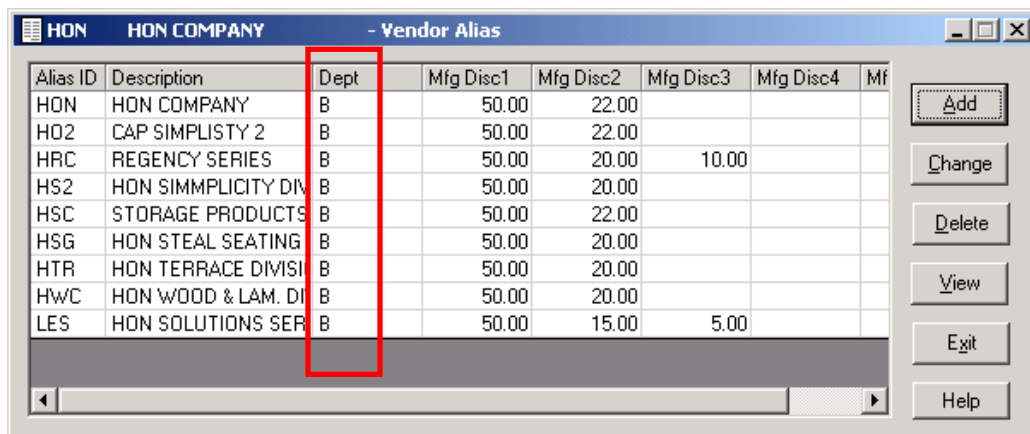 HON HON COMPANY - Vendor Alias
Alias ID Description Dept Mfg Disc1 Mfg Disc2 Mfg Disc3 Mfg Disc4 Mf
HON HON COMPANY B 50.00 22.00
HO2 CAP SIMPLISTY 2 B 50.00 22.00
HRC REGENCY SERIES B 50.00 20.00 10.00
HS2 HON SIMMPLICITY DIV B 50.00 20.00
HSC STORAGE PRODUCTS B 50.00 22.00
HSG HON STEAL SEATING B 50.00 20.00
HTR HON TERRACE DIVISI B 50.00 20.00
HWC HON WOOD & LAM. DI B 50.00 20.00
LES HON SOLUTIONS SER B 50.00 15.00 5.00
Add
Change
Delete
View
Exit
Help